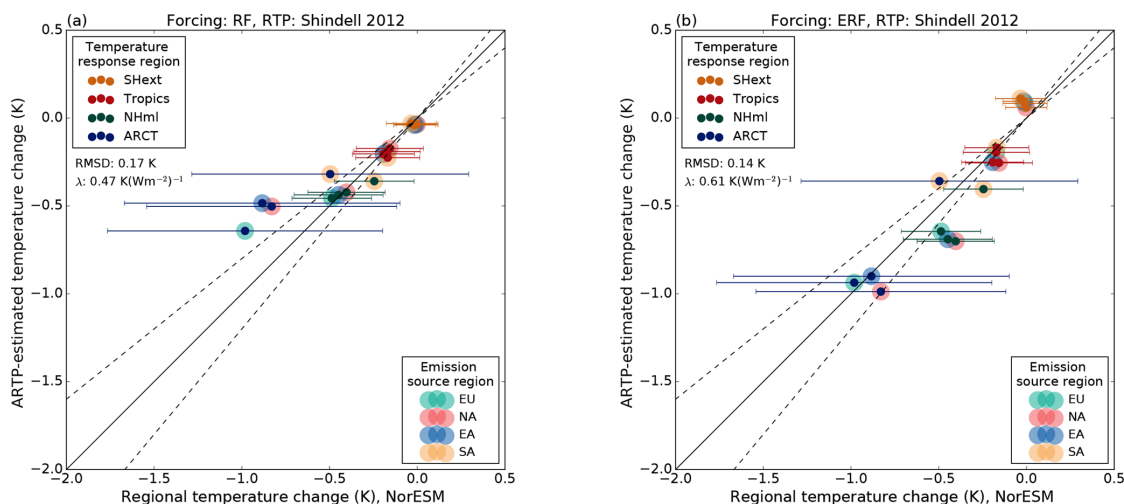 (a) Forcing: RF, RTP: Shindell 2012
ARTP-estimated temperature change (K)
0.5
0.0
−0.5
−1.0
−1.5
−2.0
Temperature
response region
SHext
Tropics
NHml
ARCT
RMSD: 0.17 K
λ: 0.47 K(Wm⁻²)⁻¹
Emission
source region
EU
NA
EA
SA
−2.0 −1.5 −1.0 −0.5 0.0 0.5
Regional temperature change (K), NorESM
(b) Forcing: ERF, RTP: Shindell 2012
ARTP-estimated temperature change (K)
0.5
0.0
−0.5
−1.0
−1.5
−2.0
Temperature
response region
SHext
Tropics
NHml
ARCT
RMSD: 0.14 K
λ: 0.61 K(Wm⁻²)⁻¹
Emission
source region
EU
NA
EA
SA
−2.0 −1.5 −1.0 −0.5 0.0 0.5
Regional temperature change (K), NorESM